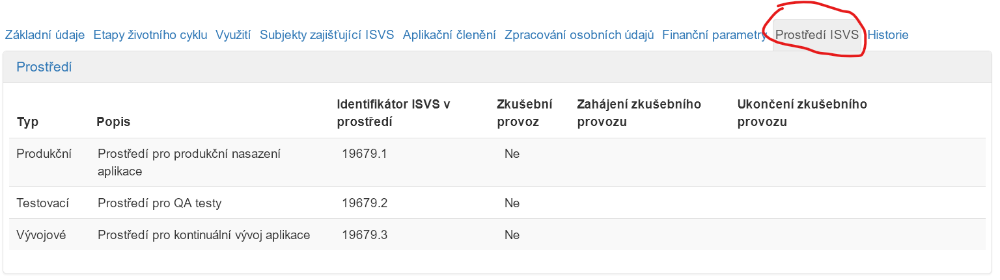 Základní údaje Etapy životního cyklu Využití Subjekty zajišťující ISVS Aplikační členění Zpracování osobních údajů Finanční parametry Prostředí ISVS Historie
Prostředí
Typ Popis Identifikátor ISVS v prostředí Zkušební provoz Zahájení zkušebního provozu Ukončení zkušebního provozu
Produkční Prostředí pro produkční nasazení aplikace 19679.1 Ne
Testovací Prostředí pro QA testy 19679.2 Ne
Vývojové Prostředí pro kontinuální vývoj aplikace 19679.3 Ne